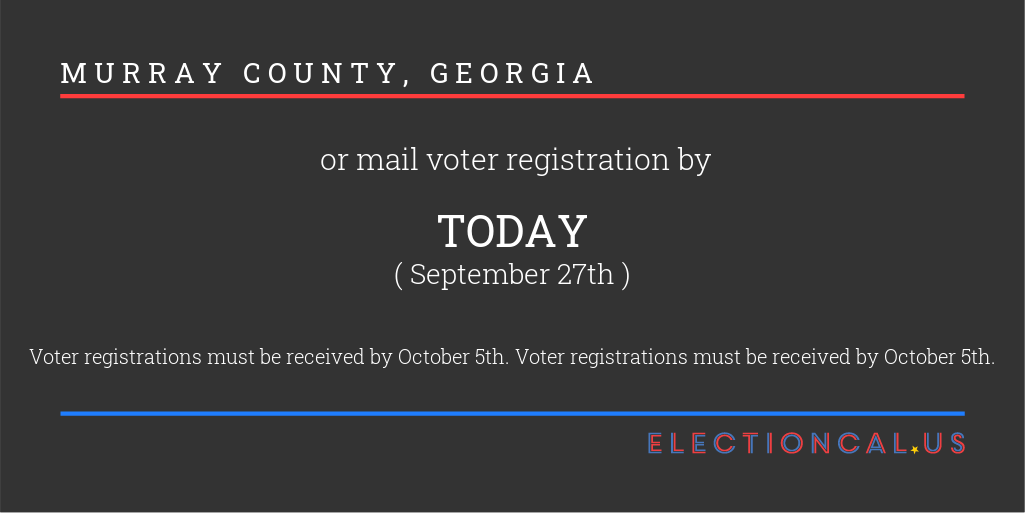 MURRAY COUNTY, GEORGIA
or mail voter registration by
TODAY
( September 27th )
Voter registrations must be received by October 5th. Voter registrations must be received by October 5th.
ELECTIONCAL.US